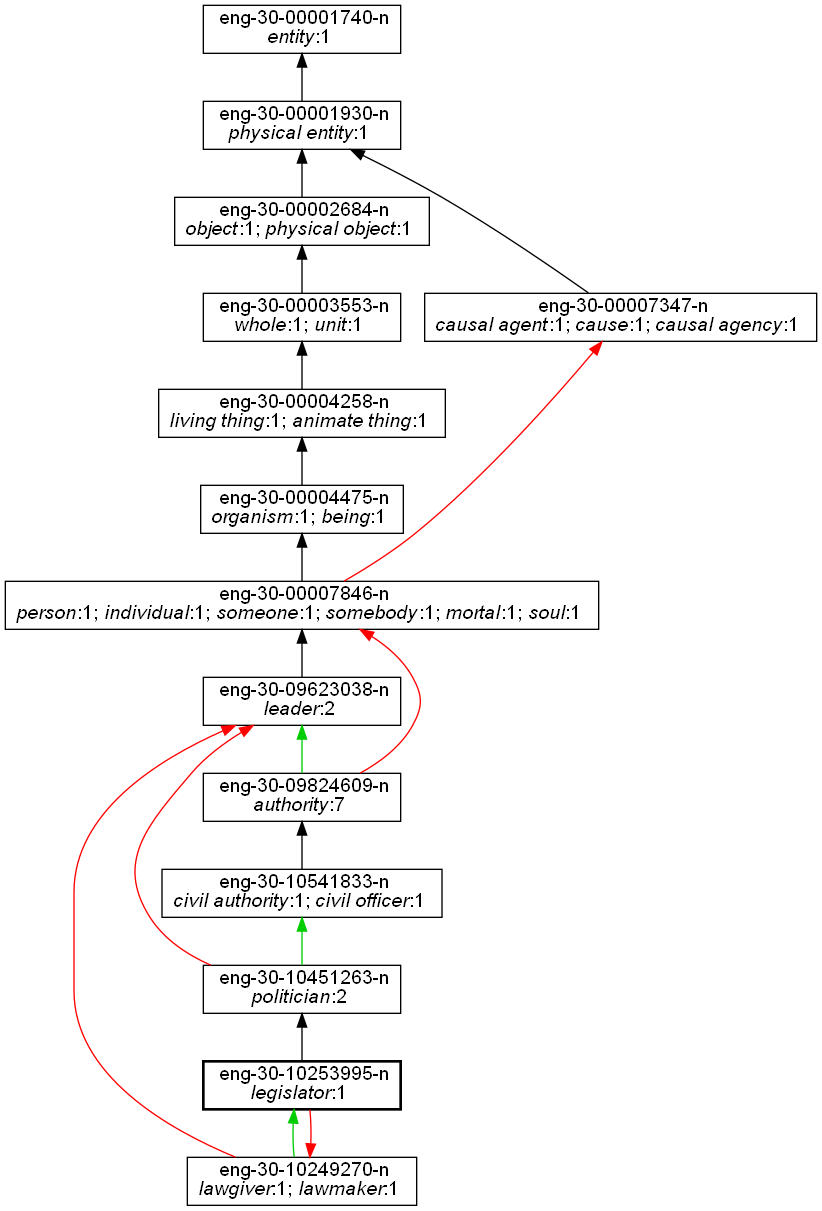 eng-30-00001740-n
entity:1
eng-30-00001930-n
physical entity:1
eng-30-00002684-n
object:1; physical object:1
eng-30-00003553-n
whole:1; unit:1
eng-30-00007347-n
causal agent:1; cause:1; causal agency:1
eng-30-00004258-n
living thing:1; animate thing:1
eng-30-00004475-n
organism:1; being:1
eng-30-00007846-n
person:1; individual:1; someone:1; somebody:1; mortal:1; soul:1
eng-30-09623038-n
leader:2
eng-30-09824609-n
authority:7
eng-30-10541833-n
civil authority:1; civil officer:1
eng-30-10451263-n
politician:2
eng-30-10253995-n
legislator:1
eng-30-10249270-n
lawgiver:1; lawmaker:1